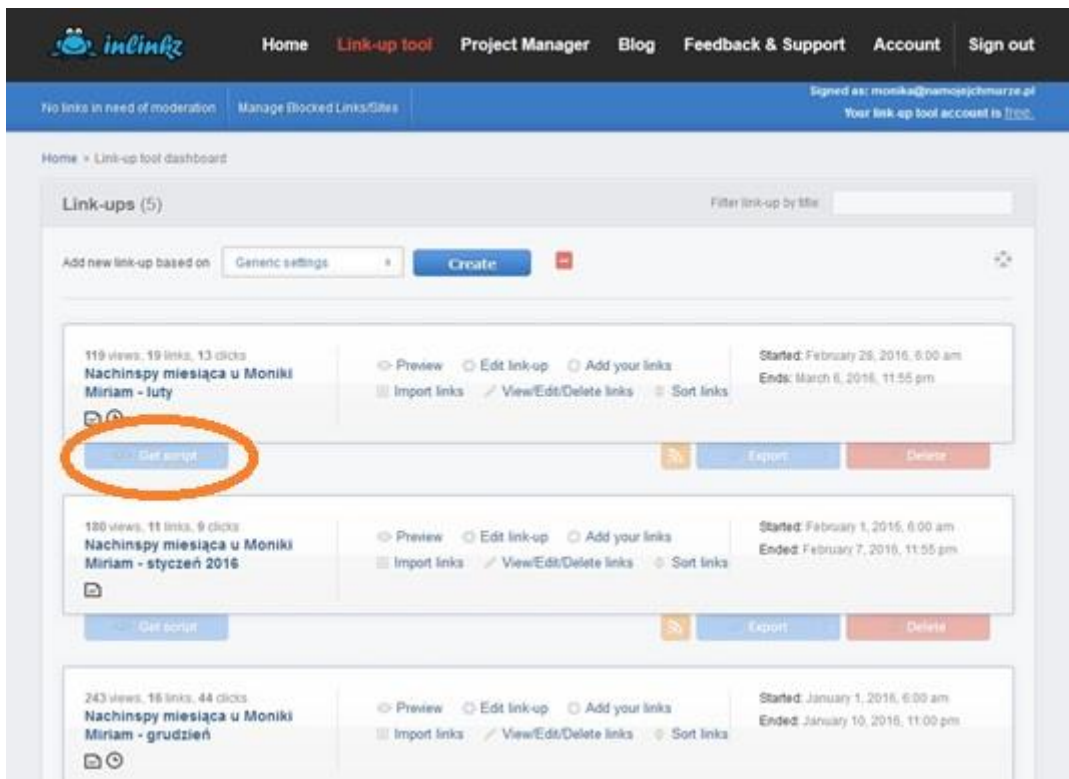 inlinkz Home Link-up tool Project Manager Blog Feedback & Support Account Sign out
No links in need of moderation Manage Blocked Links/Sites
Signed as: monika@namojejchmurze.pl
Your link-up tool account is free.
Home » Link-up tool dashboard
Link-ups (5) Filter link-up by title
Add new link-up based on Generic settings Create
119 views, 19 links, 13 clicks
Nachinspy miesiąca u Moniki
Miriam - luty
Preview Edit link-up Add your links
Import links View/Edit/Delete links Sort links
Started: February 28, 2016, 6:00 am
Ends: March 6, 2016, 11:55 pm
Get script Export Delete
180 views, 11 links, 9 clicks
Nachinspy miesiąca u Moniki
Miriam - styczeń 2016
Preview Edit link-up Add your links
Import links View/Edit/Delete links Sort links
Started: February 1, 2016, 6:00 am
Ended: February 7, 2016, 11:55 pm
Get script Export Delete
243 views, 16 links, 44 clicks
Nachinspy miesiąca u Moniki
Miriam - grudzień
Preview Edit link-up Add your links
Import links View/Edit/Delete links Sort links
Started: January 1, 2016, 6:00 am
Ended: January 10, 2016, 11:00 pm